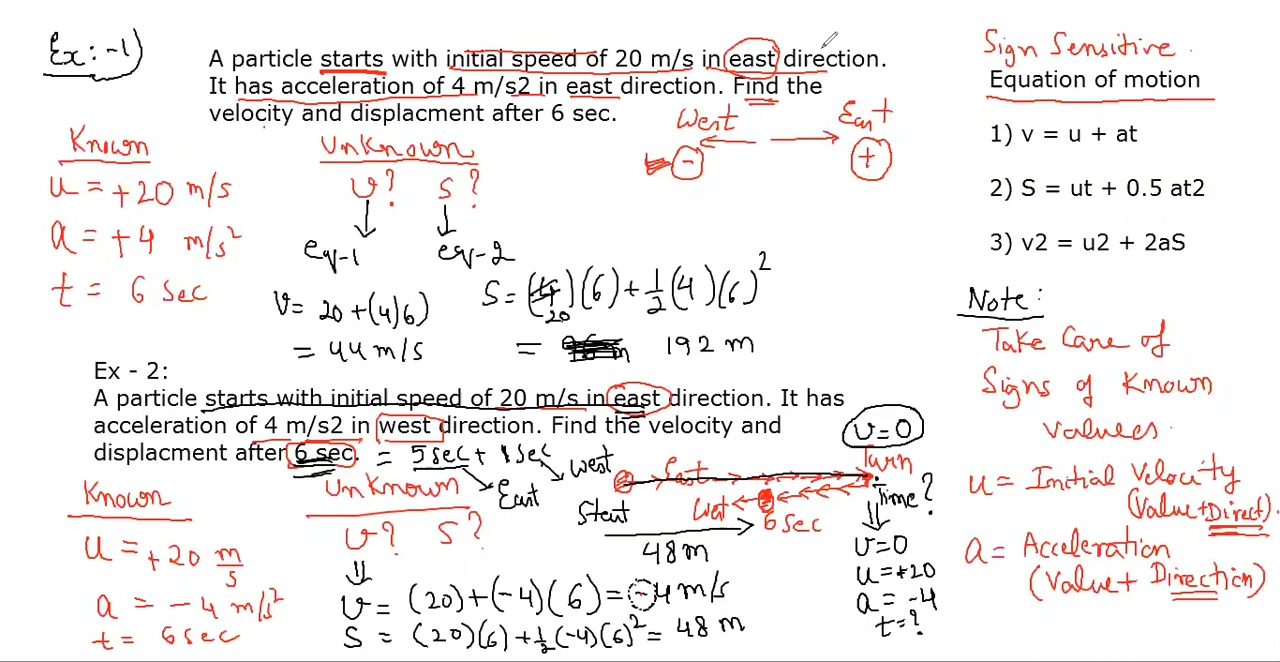 Ex:-1)
A particle starts with initial speed of 20 m/s in east direction.
It has acceleration of 4 m/s2 in east direction. Find the
velocity and displacment after 6 sec.
West East
- +
Known
u = +20 m/s
a = +4 m/s²
t = 6 sec
Unknown
v? S?
eq-1 eq-2
v = 20 + (4)6)
= 44 m/s
S = (20)(6) + 1/2 (4)(6)²
= 192 m
Ex - 2:
A particle starts with initial speed of 20 m/s in east direction. It has
acceleration of 4 m/s2 in west direction. Find the velocity and
displacment after 6 sec. = 5 sec + 1 sec
East West
Known
u = +20 m/s
a = -4 m/s²
t = 6 sec
Unknown
v? S?
v = (20) + (-4)(6) = -4 m/s
S = (20)(6) + 1/2 (-4)(6)² = 48 m
v=0
Turn
East
West
6 sec
48 m
Time?
v=0
u=+20
a=-4
t=?
Sign Sensitive
Equation of motion
1) v = u + at
2) S = ut + 0.5 at2
3) v2 = u2 + 2aS
Note:
Take Care of
Signs of Known
values.
u = Initial Velocity
(Value+Direct).
a = Acceleration
(Value+ Direction)